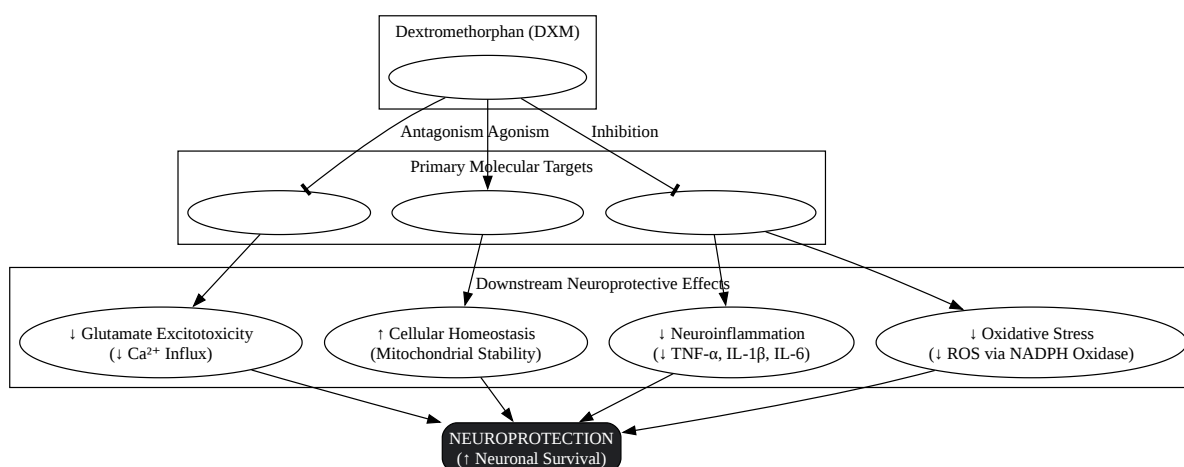 Dextromethorphan (DXM)
Antagonism
Agonism
Inhibition
Primary Molecular Targets
Downstream Neuroprotective Effects
↓ Glutamate Excitotoxicity
(↓ Ca²⁺ Influx)
↑ Cellular Homeostasis
(Mitochondrial Stability)
↓ Neuroinflammation
(↓ TNF-α, IL-1β, IL-6)
↓ Oxidative Stress
(↓ ROS via NADPH Oxidase)
NEUROPROTECTION
(↑ Neuronal Survival)